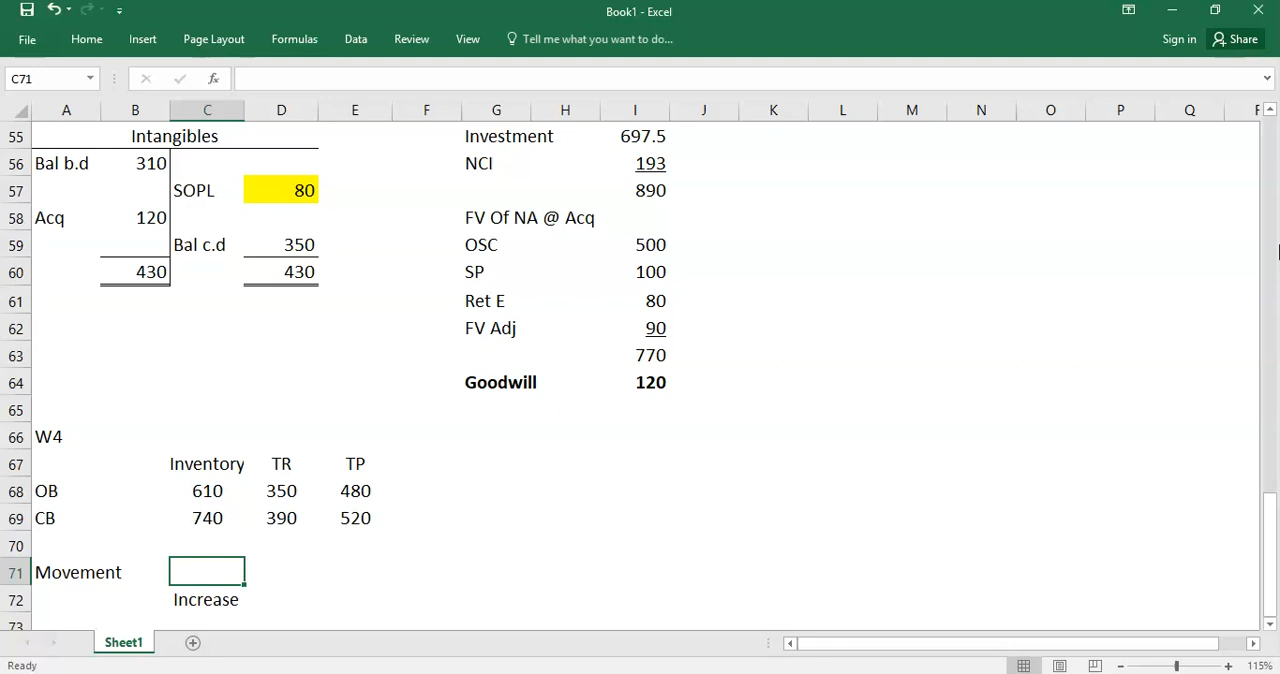 Book1 - Excel
File Home Insert Page Layout Formulas Data Review View Tell me what you want to do... Sign in Share
C71 fx
A B C D E F G H I J K L M N O P Q
55 Intangibles Investment 697.5
56 Bal b.d 310 NCI 193
57 SOPL 80 890
58 Acq 120 FV Of NA @ Acq
59 Bal c.d 350 OSC 500
60 430 430 SP 100
61 Ret E 80
62 FV Adj 90
63 770
64 Goodwill 120
65
66 W4
67 Inventory TR TP
68 OB 610 350 480
69 CB 740 390 520
70
71 Movement
72 Increase
73
Sheet1
Ready 115%